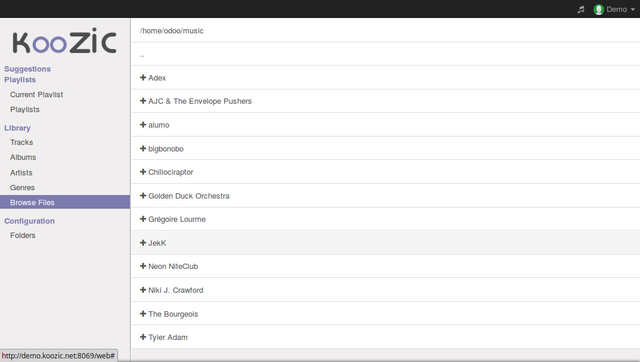 Demo
KooZic
Suggestions
Playlists
Current Playlist
Playlists
Library
Tracks
Albums
Artists
Genres
Browse Files
Configuration
Folders
/home/odoo/music
..
Adex
AJC & The Envelope Pushers
alumo
bigbonobo
Chillociraptor
Golden Duck Orchestra
Grégoire Lourme
JekK
Neon NiteClub
Niki J. Crawford
The Bourgeois
Tyler Adam
http://demo.koozic.net:8069/web#